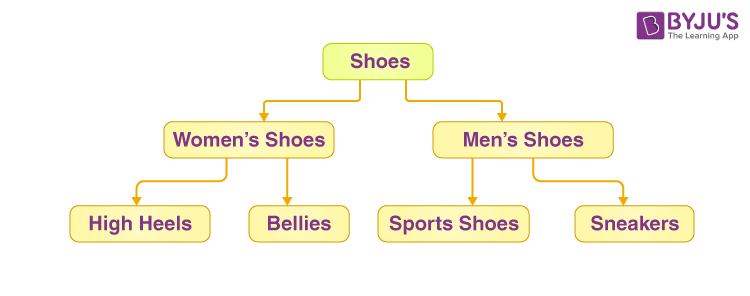 BYJU'S
The Learning App
Shoes
Women's Shoes
Men's Shoes
High Heels
Bellies
Sports Shoes
Sneakers